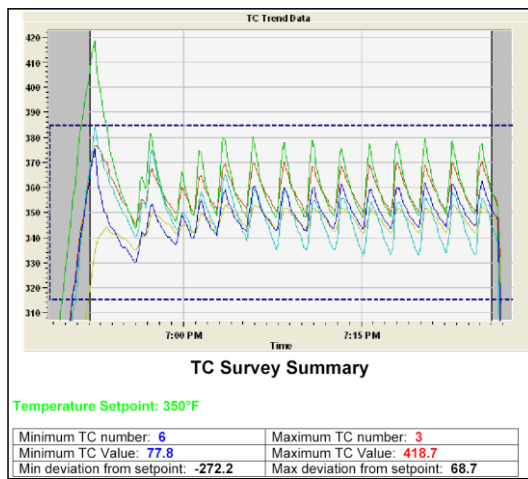 TC Trend Data
420
410
400
390
380
370
360
350
340
330
320
310
7:00 PM 7:15 PM
Time
TC Survey Summary
Temperature Setpoint: 350°F
Minimum TC number: 6 Maximum TC number: 3
Minimum TC Value: 77.8 Maximum TC Value: 418.7
Min deviation from setpoint: -272.2 Max deviation from setpoint: 68.7